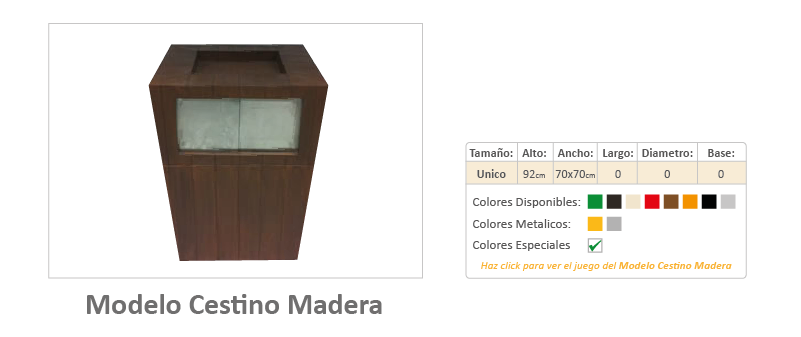 Modelo Cestino Madera
Tamaño: Alto: Ancho: Largo: Diametro: Base:
Unico 92cm 70x70cm 0 0 0
Colores Disponibles:
Colores Metalicos:
Colores Especiales
Haz click para ver el juego del Modelo Cestino Madera